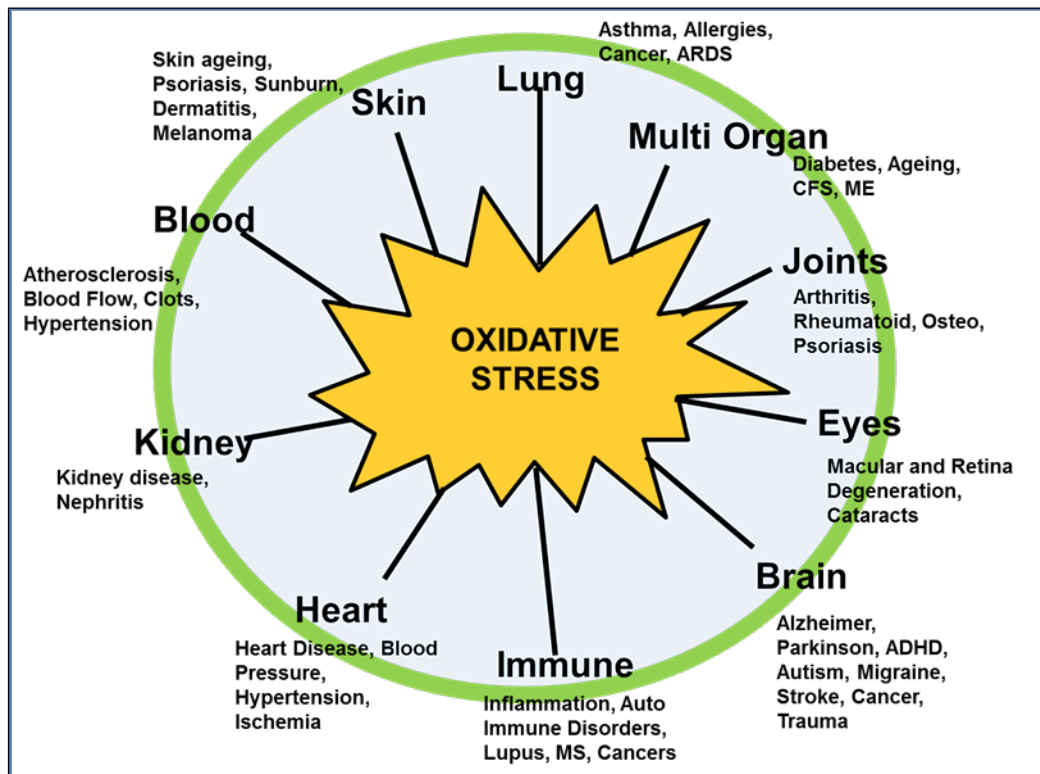 Lung
Asthma, Allergies,
Cancer, ARDS
Multi Organ
Diabetes, Ageing,
CFS, ME
Joints
Arthritis,
Rheumatoid, Osteo,
Psoriasis
Eyes
Macular and Retina
Degeneration,
Cataracts
Brain
Alzheimer,
Parkinson, ADHD,
Autism, Migraine,
Stroke, Cancer,
Trauma
Immune
Inflammation, Auto
Immune Disorders,
Lupus, MS, Cancers
Heart
Heart Disease, Blood
Pressure,
Hypertension,
Ischemia
Kidney
Kidney disease,
Nephritis
Blood
Atherosclerosis,
Blood Flow, Clots,
Hypertension
Skin
Skin ageing,
Psoriasis, Sunburn,
Dermatitis,
Melanoma
OXIDATIVE
STRESS